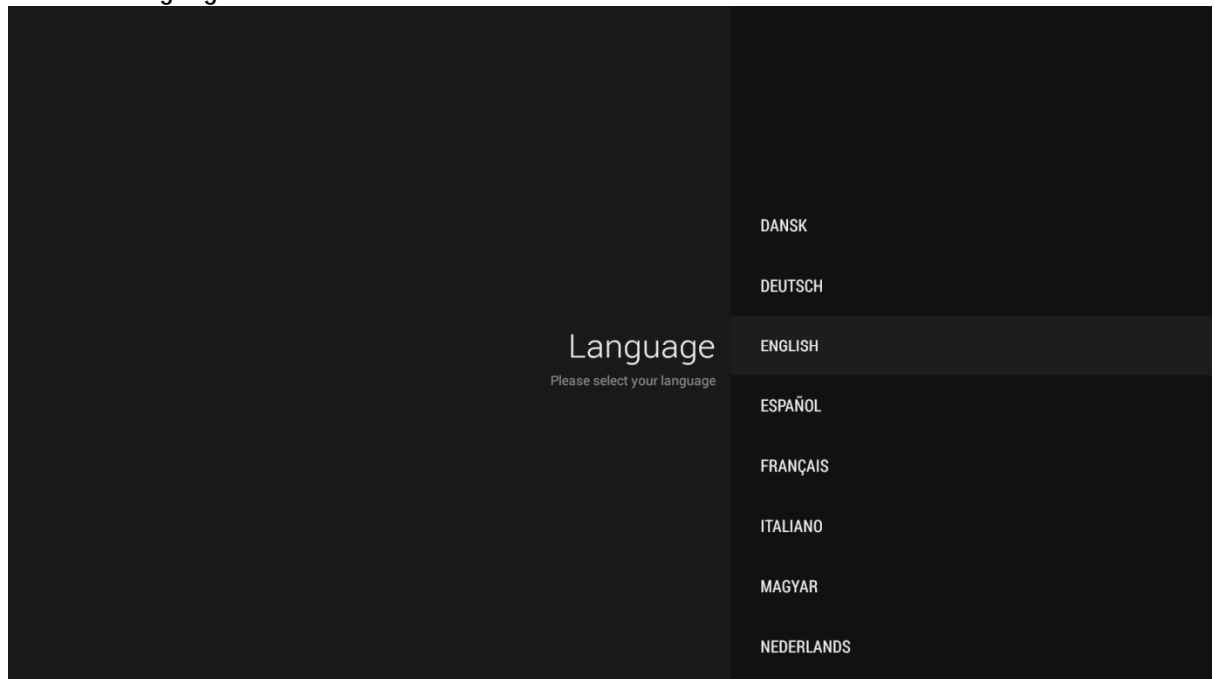 Language
Please select your language
DANSK
DEUTSCH
ENGLISH
ESPAÑOL
FRANÇAIS
ITALIANO
MAGYAR
NEDERLANDS